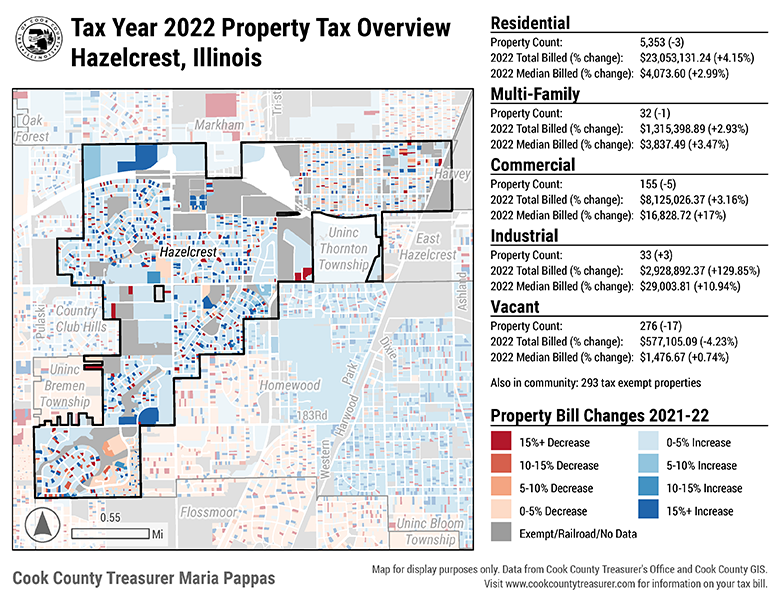 Tax Year 2022 Property Tax Overview
Hazelcrest, Illinois
Residential
Property Count: 5,353 (-3)
2022 Total Billed (% change): $23,053,131.24 (+4.15%)
2022 Median Billed (% change): $4,073.60 (+2.99%)
Multi-Family
Property Count: 32 (-1)
2022 Total Billed (% change): $1,315,398.89 (+2.93%)
2022 Median Billed (% change): $3,837.49 (+3.47%)
Commercial
Property Count: 155 (-5)
2022 Total Billed (% change): $8,125,026.37 (+3.16%)
2022 Median Billed (% change): $16,828.72 (+17%)
Industrial
Property Count: 33 (+3)
2022 Total Billed (% change): $2,928,892.37 (+129.85%)
2022 Median Billed (% change): $29,003.81 (+10.94%)
Vacant
Property Count: 276 (-17)
2022 Total Billed (% change): $577,105.09 (-4.23%)
2022 Median Billed (% change): $1,476.67 (+0.74%)
Also in community: 293 tax exempt properties
Property Bill Changes 2021-22
15%+ Decrease
10-15% Decrease
5-10% Decrease
0-5% Decrease
0-5% Increase
5-10% Increase
10-15% Increase
15%+ Increase
Exempt/Railroad/No Data
Oak
Forest
Markham
Tri-st
Harvey
Uninc
Thornton
Township
East
Hazelcrest
Hazelcrest
Ashland
Pulaski
Country
Club Hills
Uninc
Bremen
Township
Homewood
Park
Dixie
183Rd
Harwood
Western
Flossmoor
Uninc Bloom
Township
0.55
Mi
Cook County Treasurer Maria Pappas
Map for display purposes only. Data from Cook County Treasurer's Office and Cook County GIS.
Visit www.cookcountytreasurer.com for information on your tax bill.